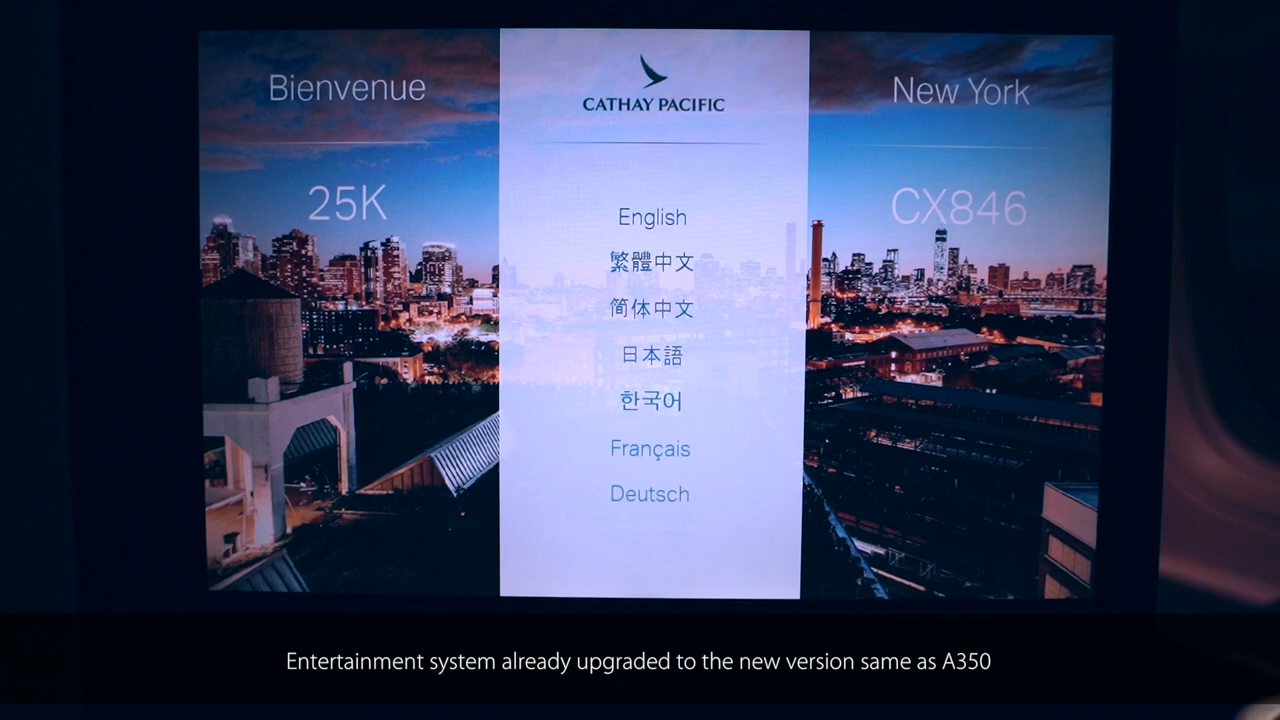 Bienvenue
25K
CATHAY PACIFIC
English
繁體中文
简体中文
日本語
한국어
Français
Deutsch
New York
CX846
Entertainment system already upgraded to the new version same as A350